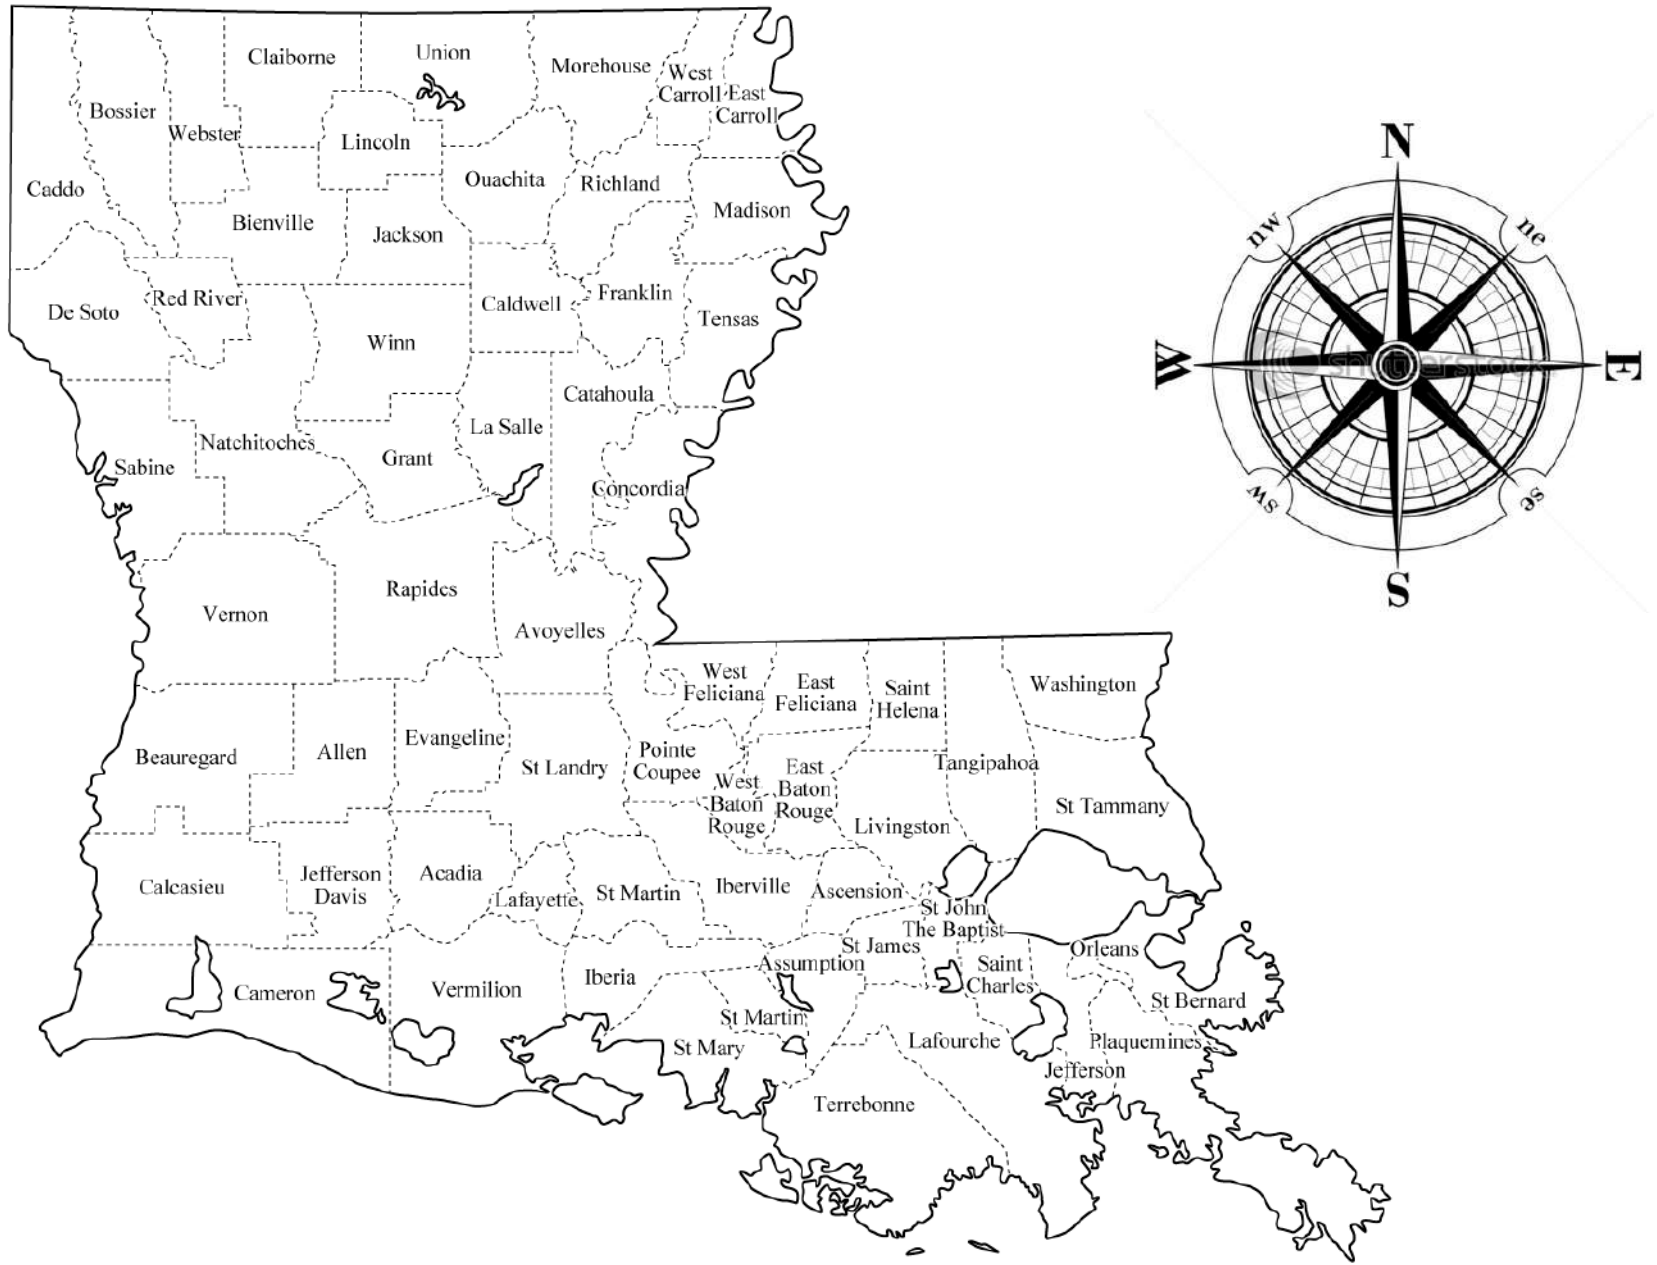 Claiborne
Union
Morehouse
West
Carroll
East
Carroll
Bossier
Webster
Lincoln
Caddo
Ouachita
Richland
Madison
Bienville
Jackson
De Soto
Red River
Caldwell
Franklin
Tensas
Winn
Catahoula
La Salle
Natchitoches
Grant
Sabine
Concordia
Rapides
Vernon
Avoyelles
West
Feliciana
East
Feliciana
Saint
Helena
Washington
Beauregard
Allen
Evangeline
St Landry
Pointe
Coupee
West
Baton
Rouge
East
Baton
Rouge
Tangipahoa
St Tammany
Livingston
Calcasieu
Jefferson
Davis
Acadia
Lafayette
St Martin
Iberville
Ascension
St John
The Baptist
St James
Orleans
Assumption
Saint
Charles
Cameron
Vermilion
Iberia
St Bernard
St Martin
St Mary
Lafourche
Plaquemines
Jefferson
Terrebonne
N
nw
ne
W
shutterstock
E
sw
se
S